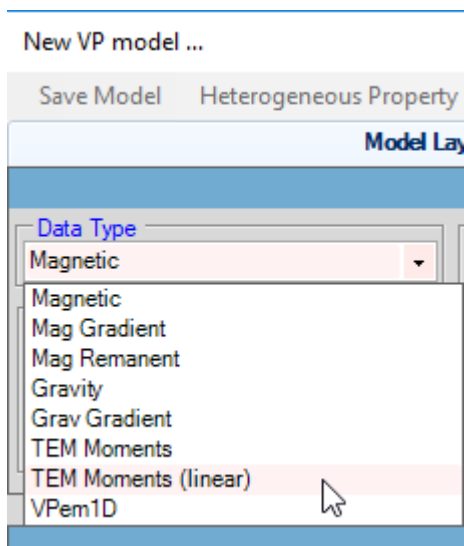 New VP model ...
Save Model Heterogeneous Property
Model Lay
Data Type
Magnetic
Magnetic
Mag Gradient
Mag Remanent
Gravity
Grav Gradient
TEM Moments
TEM Moments (linear)
VPem1D